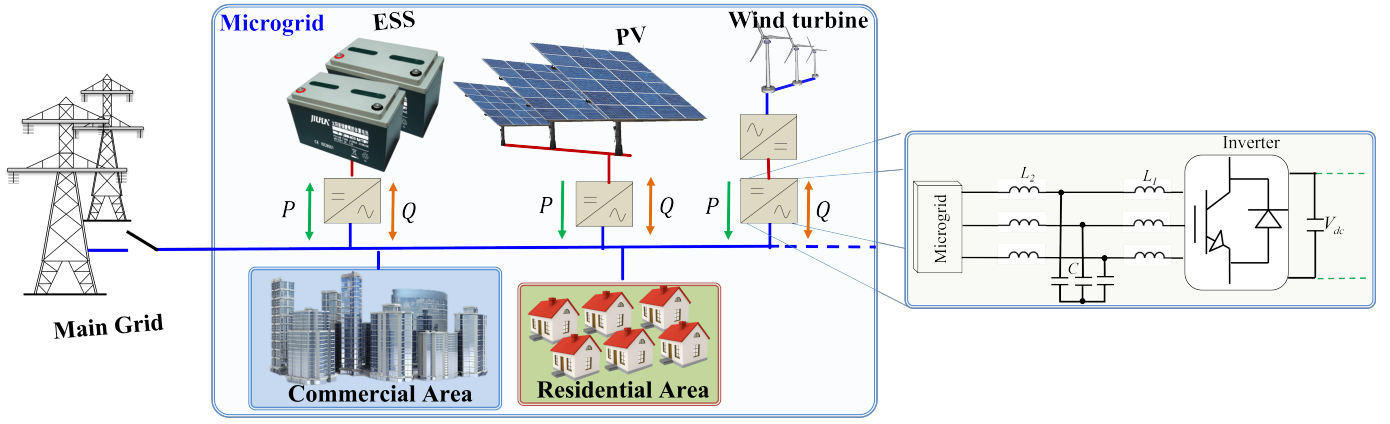 Microgrid
ESS
PV
Wind turbine
JIULA
P
Q
P
Q
P
Q
Main Grid
Commercial Area
Residential Area
Inverter
L2
L1
Microgrid
C
Vdc